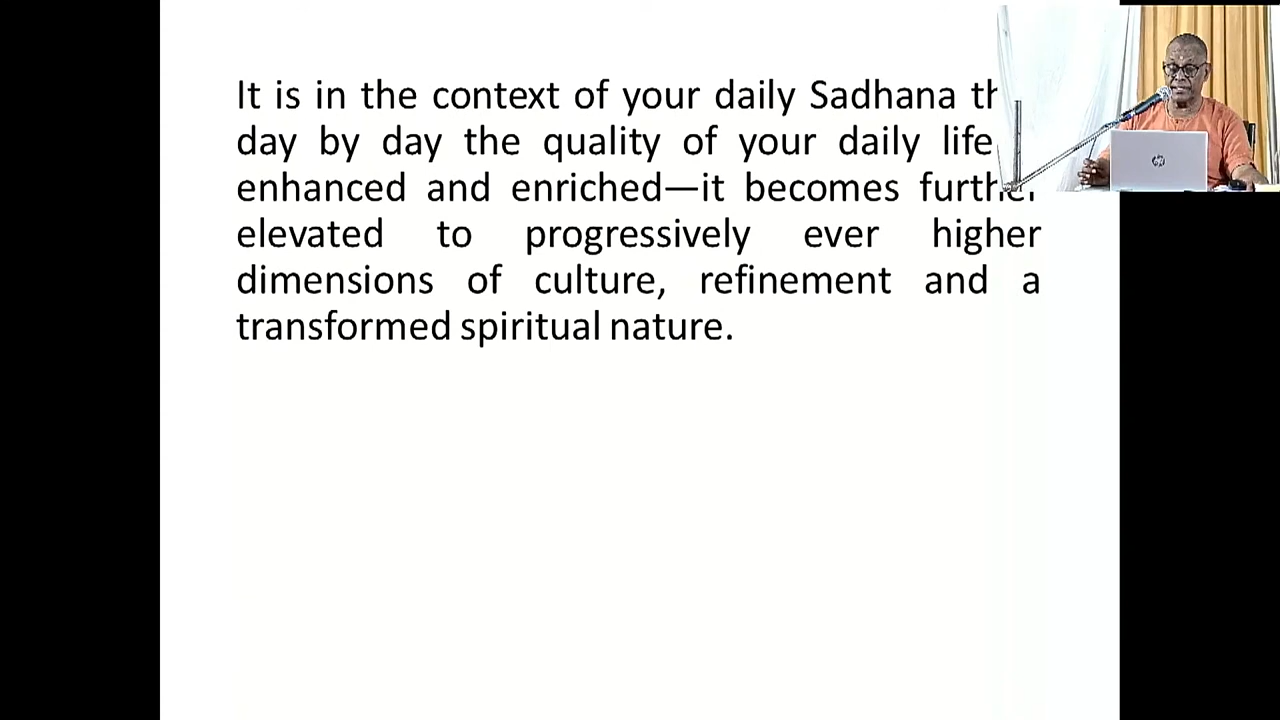 It is in the context of your daily Sadhana
day by day the quality of your daily life
enhanced and enriched—it becomes further
elevated to progressively ever higher
dimensions of culture, refinement and a
transformed spiritual nature.
hp